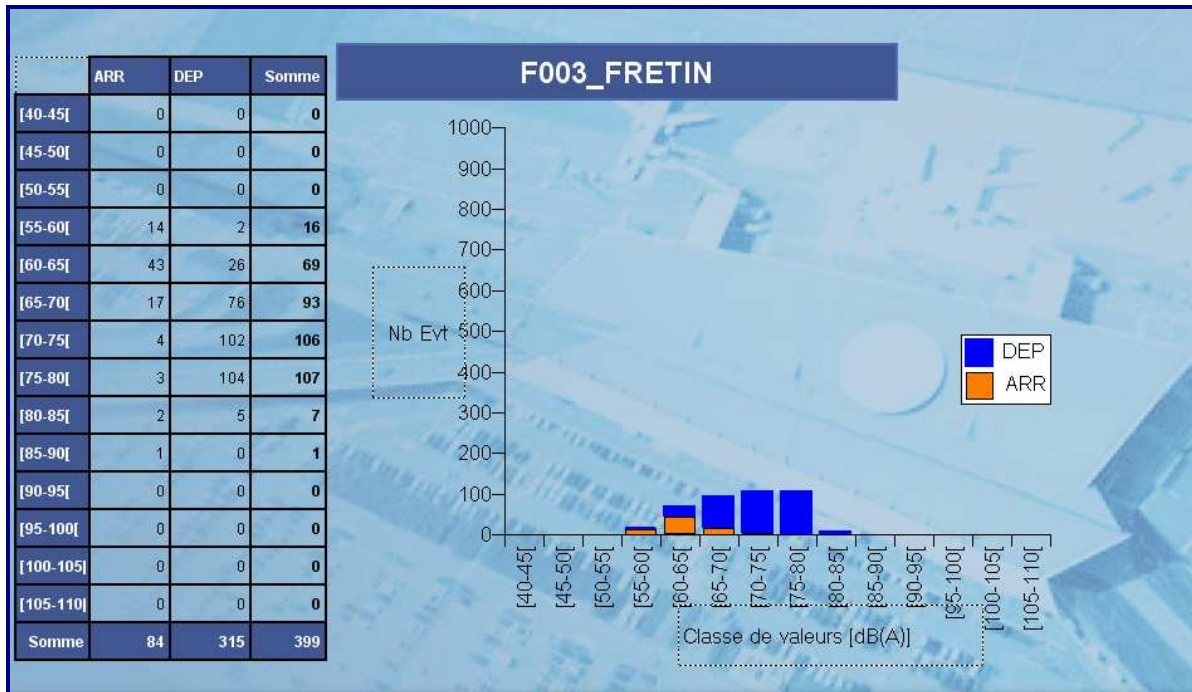 ARR DEP Somme
[40-45[ 0 0 0
[45-50[ 0 0 0
[50-55[ 0 0 0
[55-60[ 14 2 16
[60-65[ 43 26 69
[65-70[ 17 76 93
[70-75[ 4 102 106
[75-80[ 3 104 107
[80-85[ 2 5 7
[85-90[ 1 0 1
[90-95[ 0 0 0
[95-100[ 0 0 0
[100-105[ 0 0 0
[105-110[ 0 0 0
Somme 84 315 399
F003_FRETIN
1000
900
800
700
600
500
400
300
200
100
0
Nb Evt
DEP
ARR
[40-45[
[45-50[
[50-55[
[55-60[
[60-65[
[65-70[
[70-75[
[75-80[
[80-85[
[85-90[
[90-95[
[95-100[
[100-105[
[105-110[
Classe de valeurs [dB(A)]